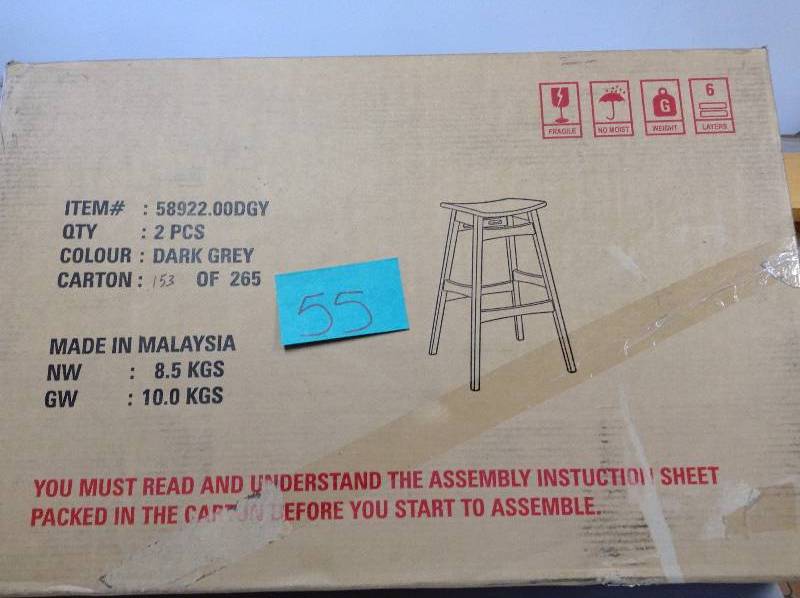 FRAGILE
NO MOIST
G
WEIGHT
6
LAYERS
ITEM# : 58922.00DGY
QTY : 2 PCS
COLOUR : DARK GREY
CARTON : 153 OF 265
55
MADE IN MALAYSIA
NW : 8.5 KGS
GW : 10.0 KGS
YOU MUST READ AND UNDERSTAND THE ASSEMBLY INSTUCTION SHEET
PACKED IN THE CARTON BEFORE YOU START TO ASSEMBLE.